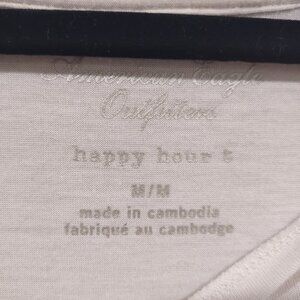 American Eagle
Outfitters
happy hour t
M/M
made in cambodia
fabriqué au cambodge